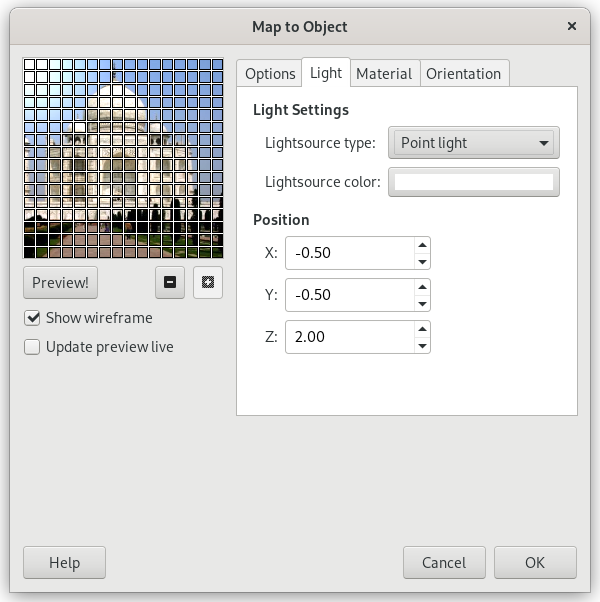 Map to Object
Options Light Material Orientation
Light Settings
Lightsource type: Point light
Lightsource color:
Position
X: -0.50
Y: -0.50
Z: 2.00
Preview!
Show wireframe
Update preview live
Help Cancel OK